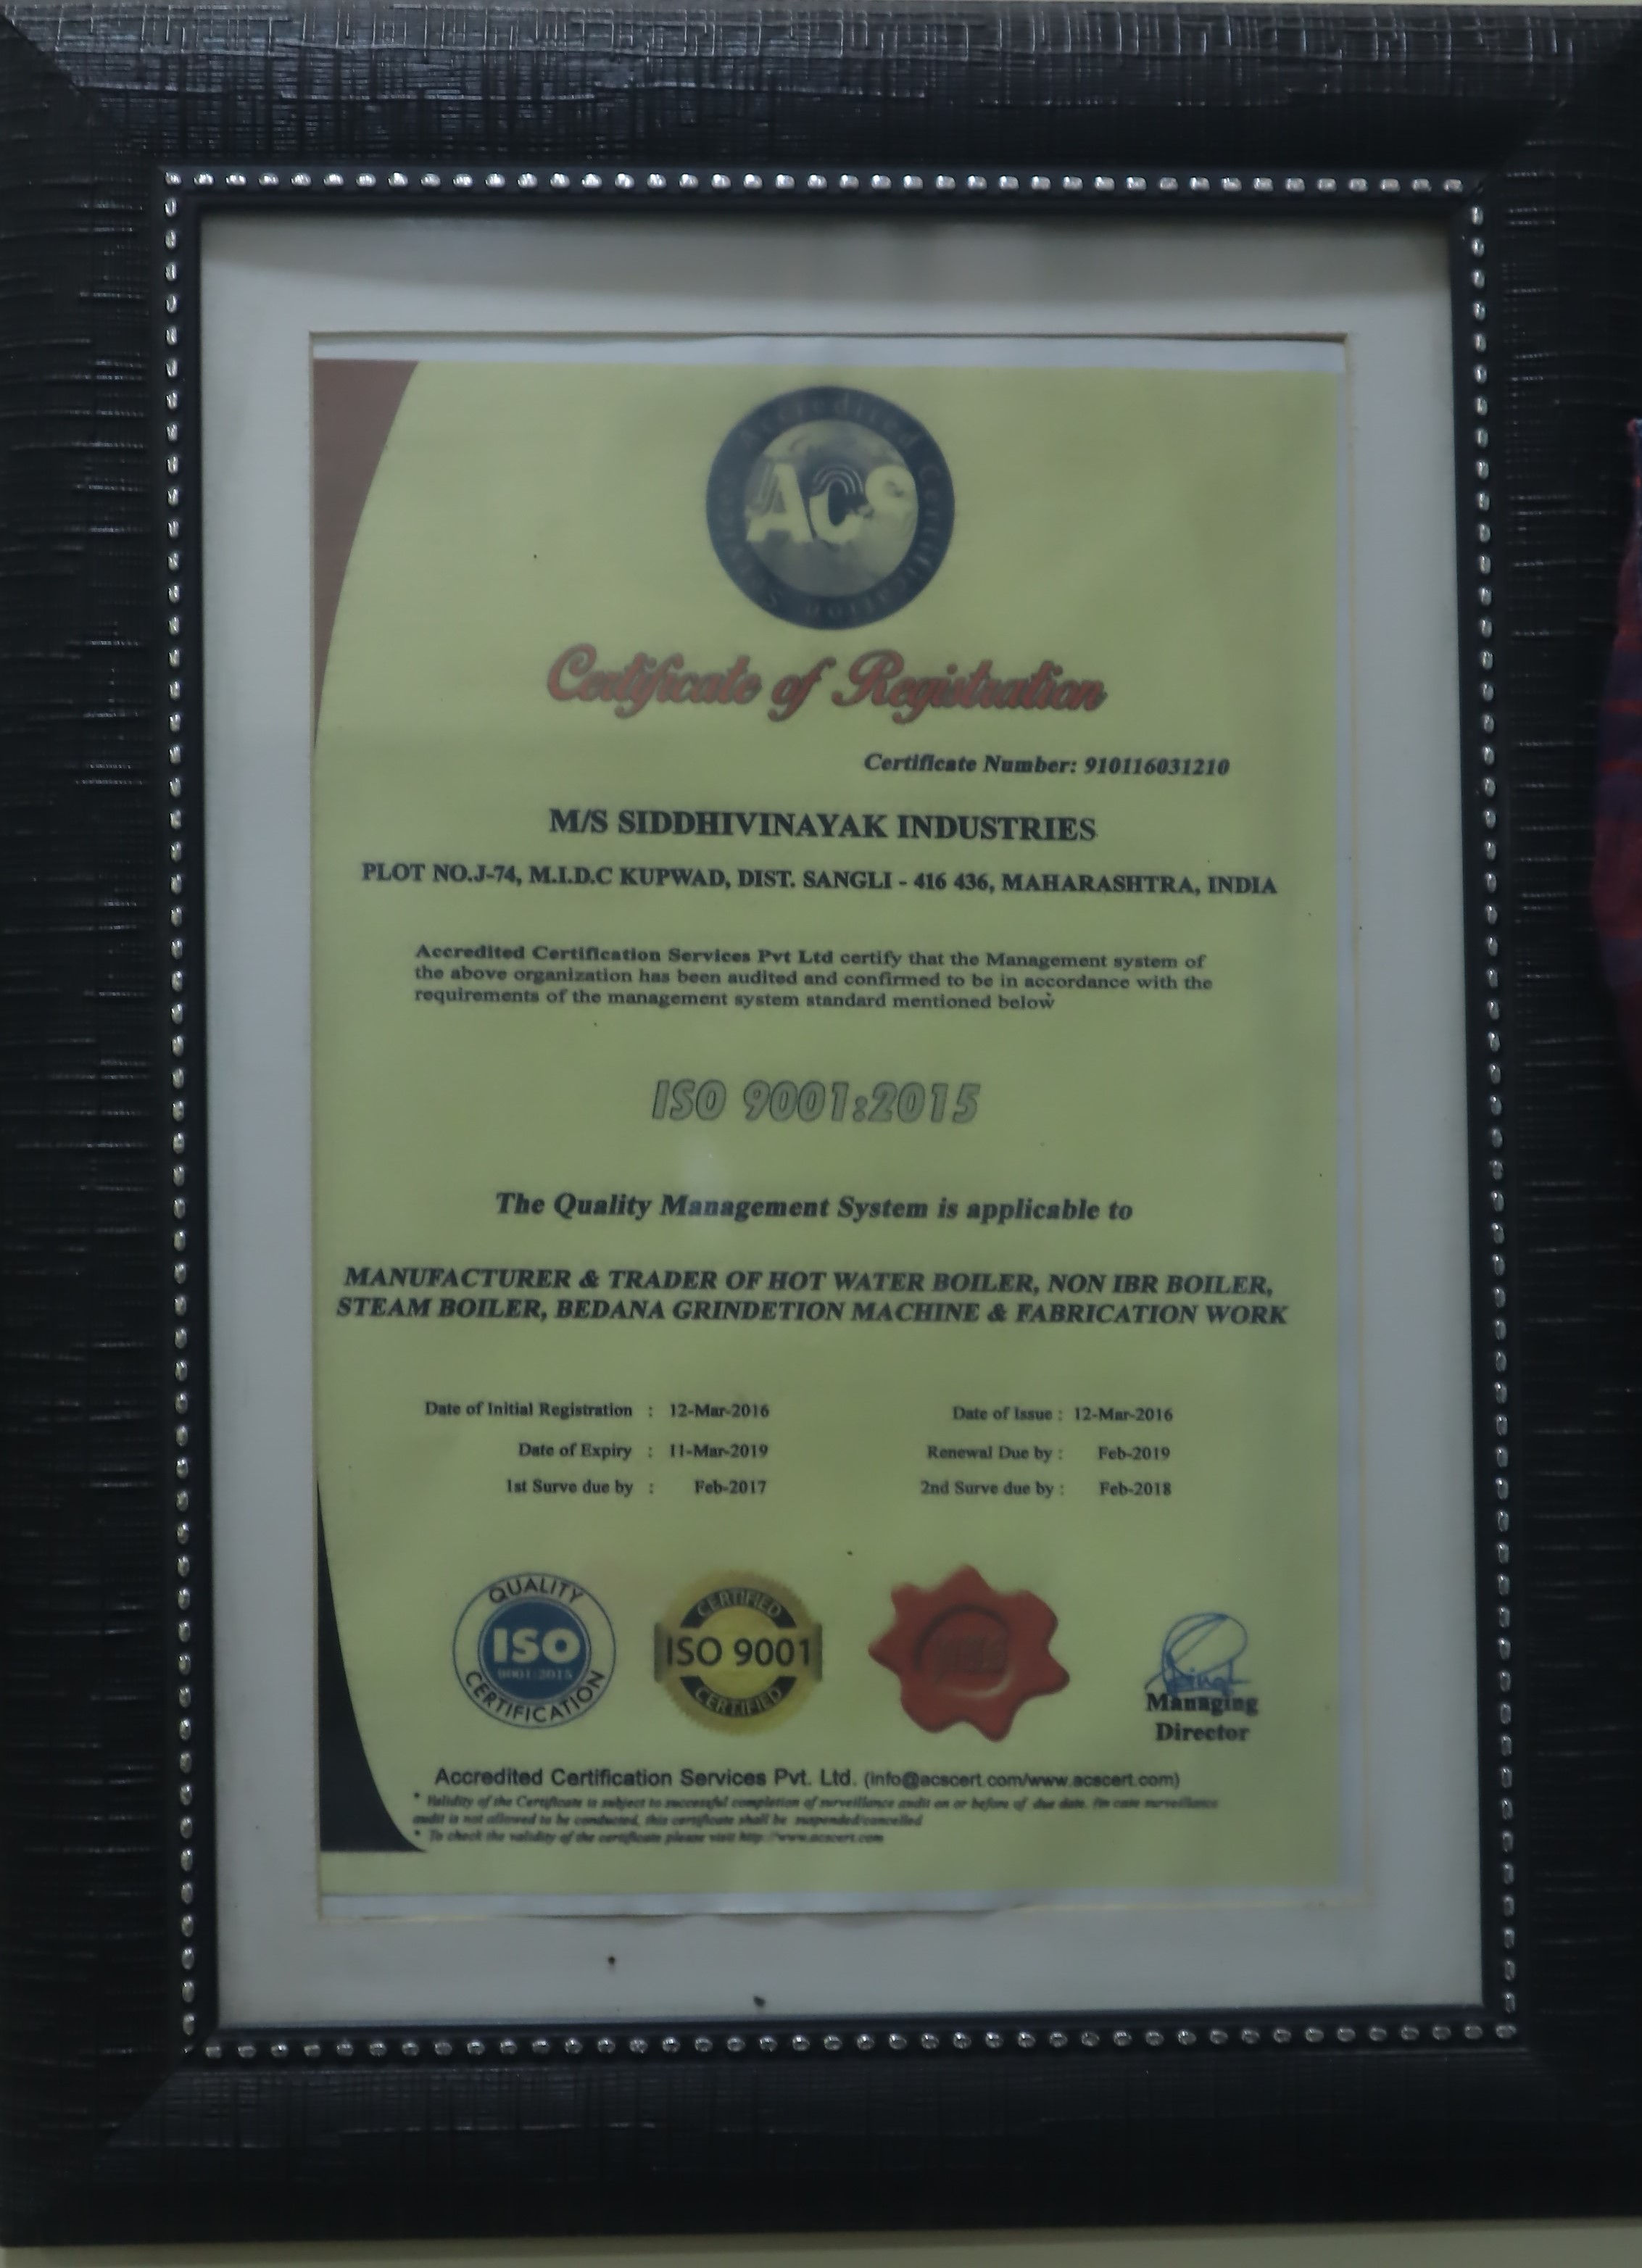 Accredited Certification Services
ACS
Certificate of Registration
Certificate Number: 910116031210
M/S SIDDHIVINAYAK INDUSTRIES
PLOT NO.J-74, M.I.D.C KUPWAD, DIST. SANGLI - 416 436, MAHARASHTRA, INDIA
Accredited Certification Services Pvt Ltd certify that the Management system of
the above organization has been audited and confirmed to be in accordance with the
requirements of the management system standard mentioned below
ISO 9001:2015
The Quality Management System is applicable to
MANUFACTURER & TRADER OF HOT WATER BOILER, NON IBR BOILER,
STEAM BOILER, BEDANA GRINDETION MACHINE & FABRICATION WORK
Date of Initial Registration : 12-Mar-2016 Date of Issue : 12-Mar-2016
Date of Expiry : 11-Mar-2019 Renewal Due by : Feb-2019
1st Surve due by : Feb-2017 2nd Surve due by : Feb-2018
QUALITY
ISO
9001:2015
CERTIFICATION
CERTIFIED
ISO 9001
CERTIFIED
Managing
Director
Accredited Certification Services Pvt. Ltd. (info@acscert.com/www.acscert.com)
* Validity of the Certificate is subject to successful completion of surveillance audit on or before of due date. In case surveillance
audit is not allowed to be conducted, this certificate shall be suspended/cancelled
* To check the validity of the certificate please visit http://www.acscert.com